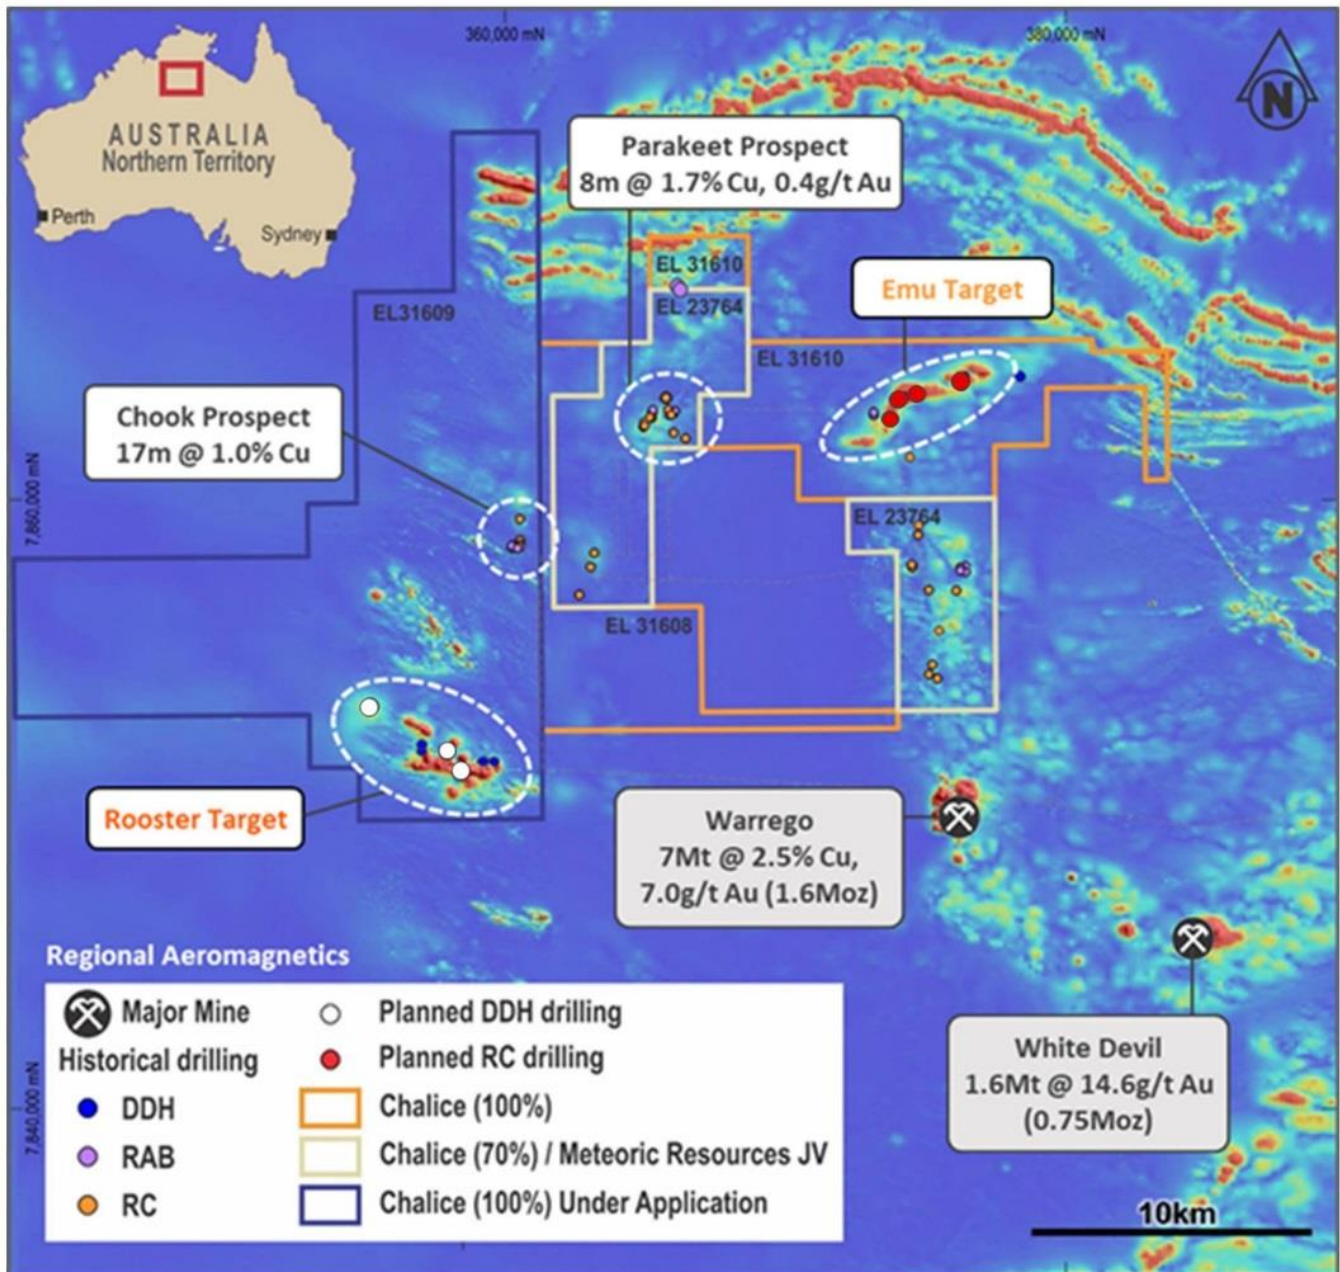 360,000 mN
380,000 mN
N
AUSTRALIA
Northern Territory
Perth
Sydney
Parakeet Prospect
8m @ 1.7% Cu, 0.4g/t Au
EL 31610
EL 23764
Emu Target
EL31609
EL 31610
Chook Prospect
17m @ 1.0% Cu
7,860,000 mN
EL 23764
EL 31608
Rooster Target
Warrego
7Mt @ 2.5% Cu,
7.0g/t Au (1.6Moz)
White Devil
1.6Mt @ 14.6g/t Au
(0.75Moz)
7,840,000 mN
Regional Aeromagnetics
Major Mine
Historical drilling
DDH
RAB
RC
Planned DDH drilling
Planned RC drilling
Chalice (100%)
Chalice (70%) / Meteoric Resources JV
Chalice (100%) Under Application
10km